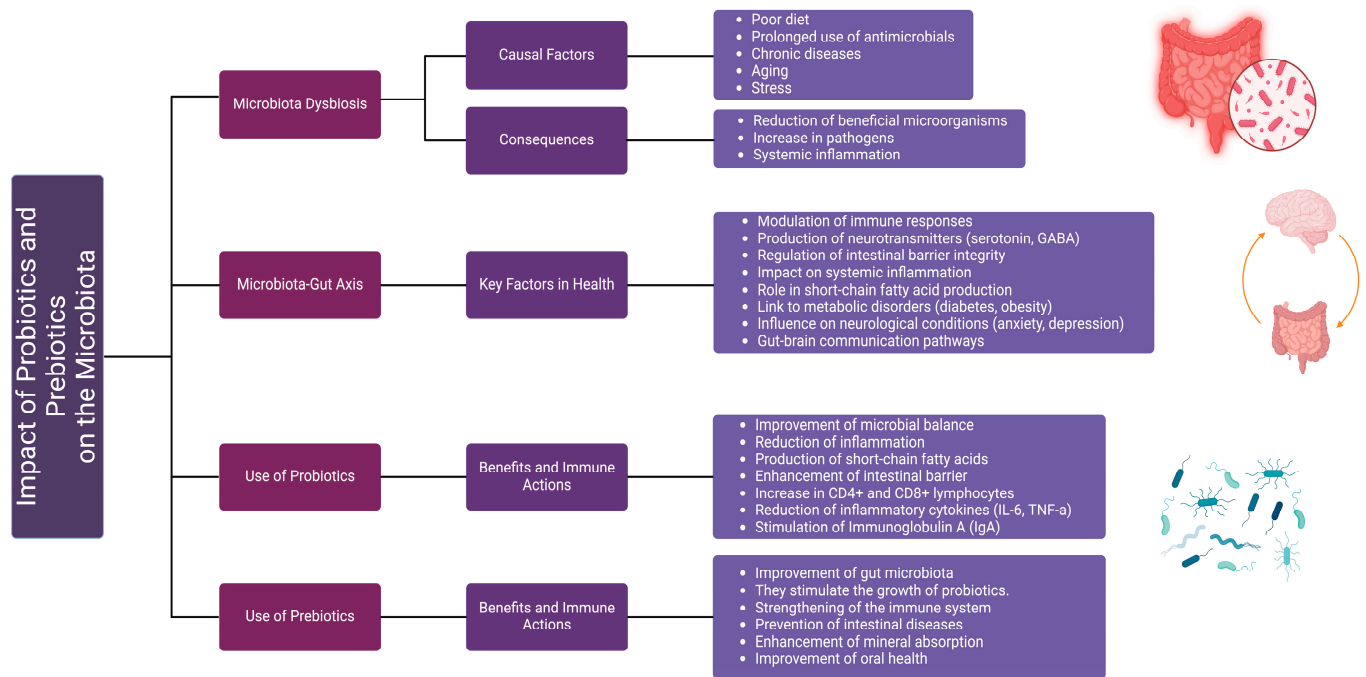 Impact of Probiotics and
Prebiotics
on the Microbiota
Microbiota Dysbiosis
Causal Factors
• Poor diet
• Prolonged use of antimicrobials
• Chronic diseases
• Aging
• Stress
Consequences
• Reduction of beneficial microorganisms
• Increase in pathogens
• Systemic inflammation
Microbiota-Gut Axis
Key Factors in Health
• Modulation of immune responses
• Production of neurotransmitters (serotonin, GABA)
• Regulation of intestinal barrier integrity
• Impact on systemic inflammation
• Role in short-chain fatty acid production
• Link to metabolic disorders (diabetes, obesity)
• Influence on neurological conditions (anxiety, depression)
• Gut-brain communication pathways
Use of Probiotics
Benefits and Immune
Actions
• Improvement of microbial balance
• Reduction of inflammation
• Production of short-chain fatty acids
• Enhancement of intestinal barrier
• Increase in CD4+ and CD8+ lymphocytes
• Reduction of inflammatory cytokines (IL-6, TNF-a)
• Stimulation of Immunoglobulin A (IgA)
Use of Prebiotics
Benefits and Immune
Actions
• Improvement of gut microbiota
• They stimulate the growth of probiotics.
• Strengthening of the immune system
• Prevention of intestinal diseases
• Enhancement of mineral absorption
• Improvement of oral health